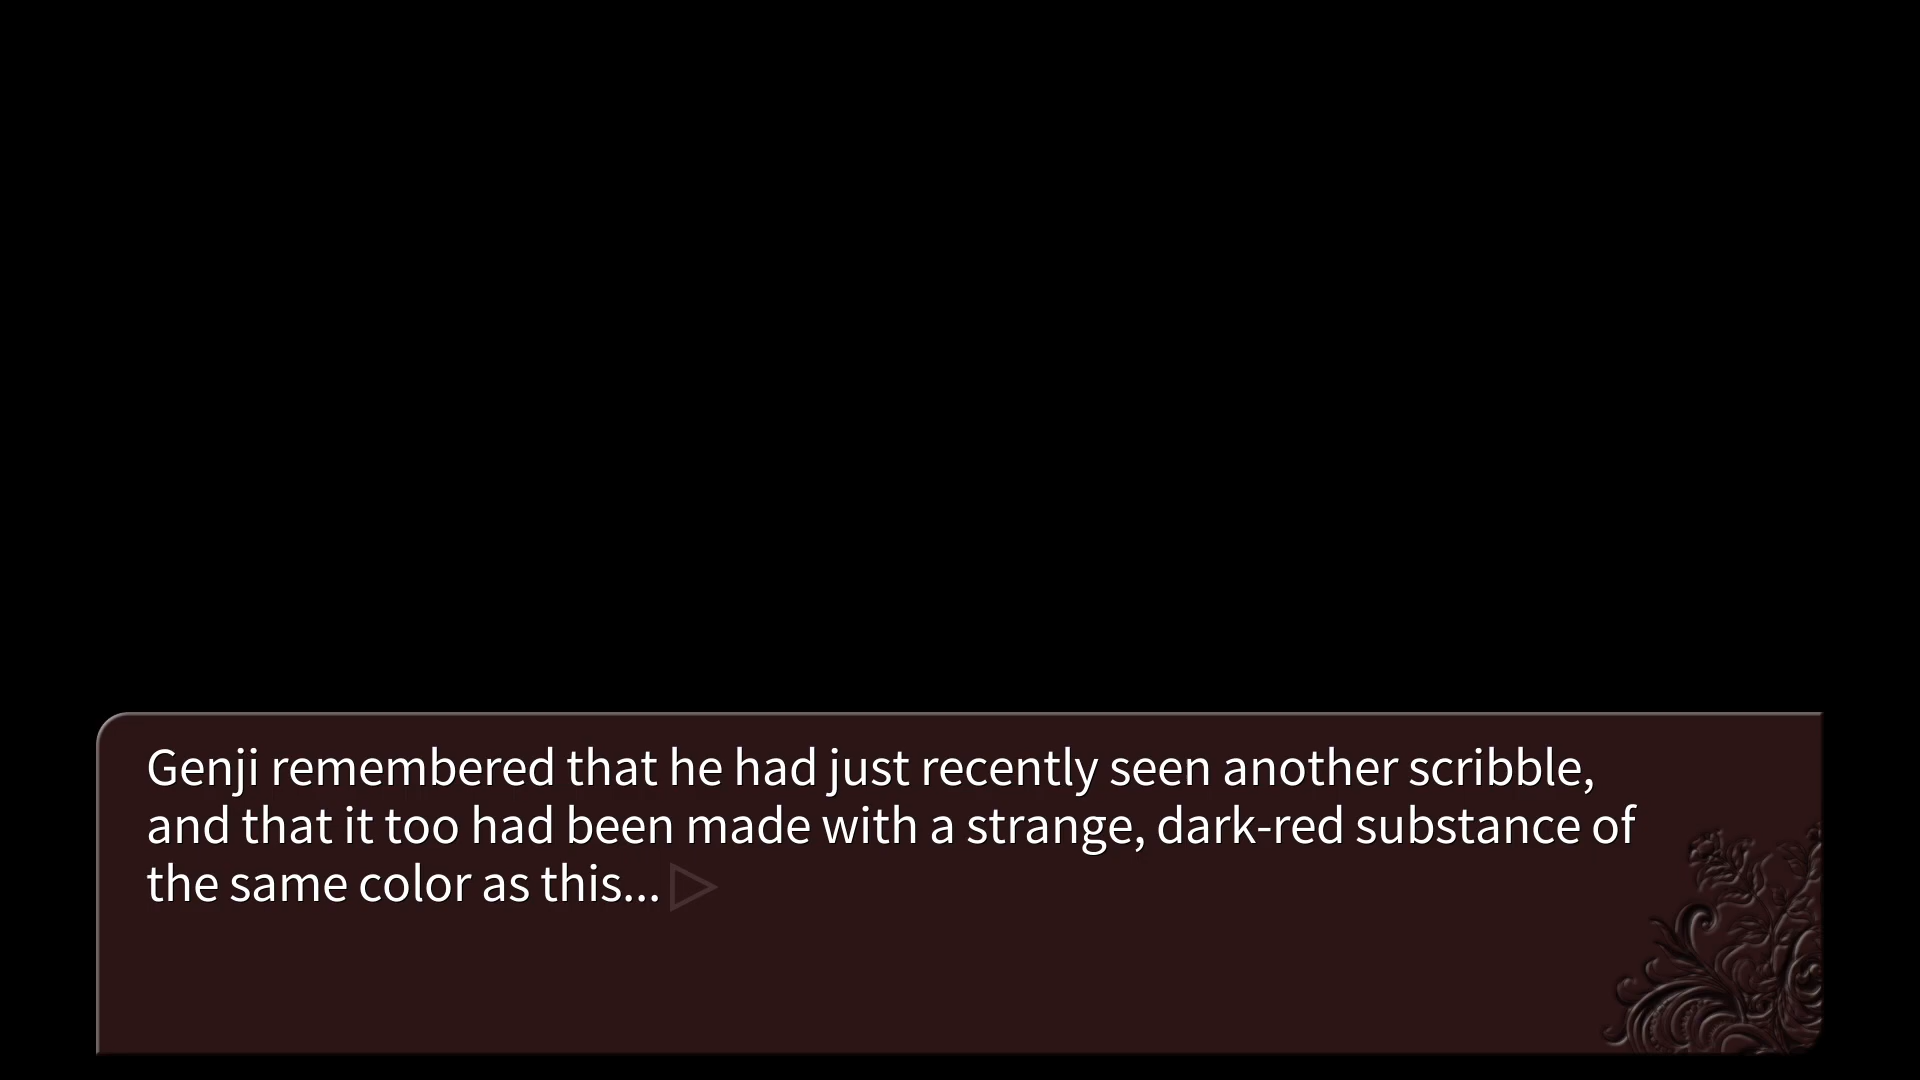 Genji remembered that he had just recently seen another scribble,
and that it too had been made with a strange, dark-red substance of
the same color as this...